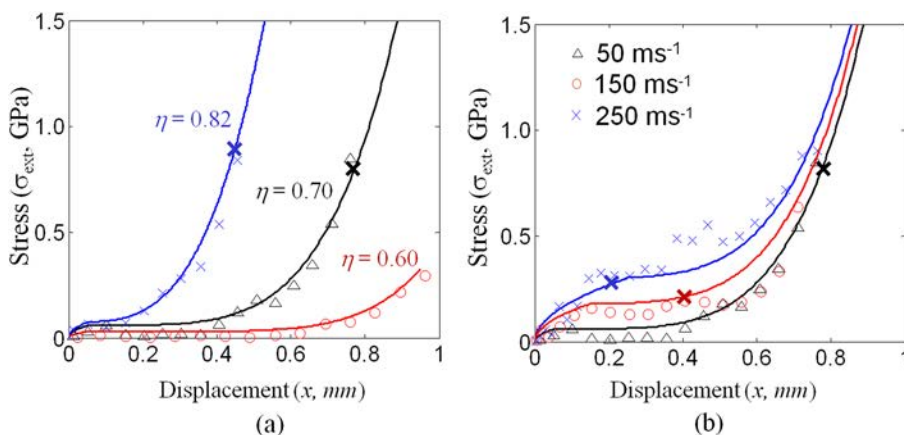 1.5
1.0
0.5
0
0
0.2
0.4
0.6
0.8
1
Stress (σext, GPa)
Displacement (x, mm)
η = 0.82
η = 0.70
η = 0.60
(a)
1.5
1.0
0.5
0
0
0.2
0.4
0.6
0.8
1
Stress (σext, GPa)
Displacement (x, mm)
50 ms-1
150 ms-1
250 ms-1
(b)